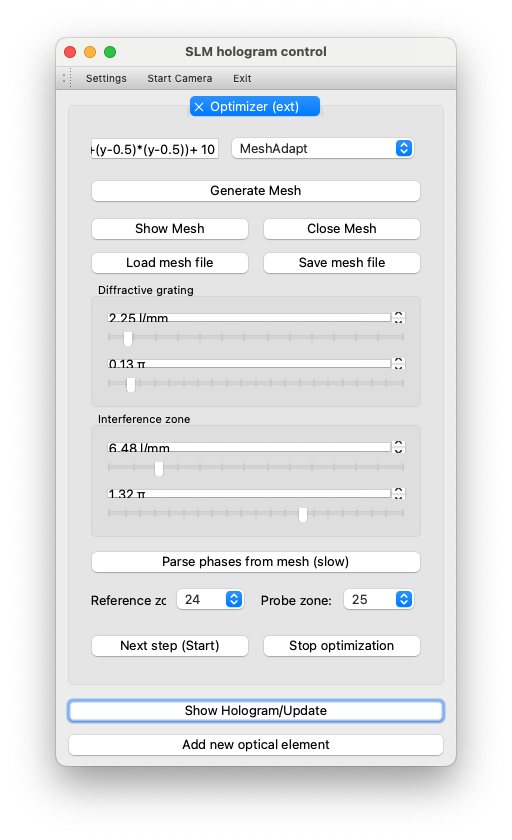 SLM hologram control
Settings Start Camera Exit
Optimizer (ext)
+(y-0.5)*(y-0.5))+ 10 MeshAdapt
Generate Mesh
Show Mesh Close Mesh
Load mesh file Save mesh file
Diffractive grating
2.25 l/mm
0.13 π
Interference zone
6.48 l/mm
1.32 π
Parse phases from mesh (slow)
Reference zc 24 Probe zone: 25
Next step (Start) Stop optimization
Show Hologram/Update
Add new optical element